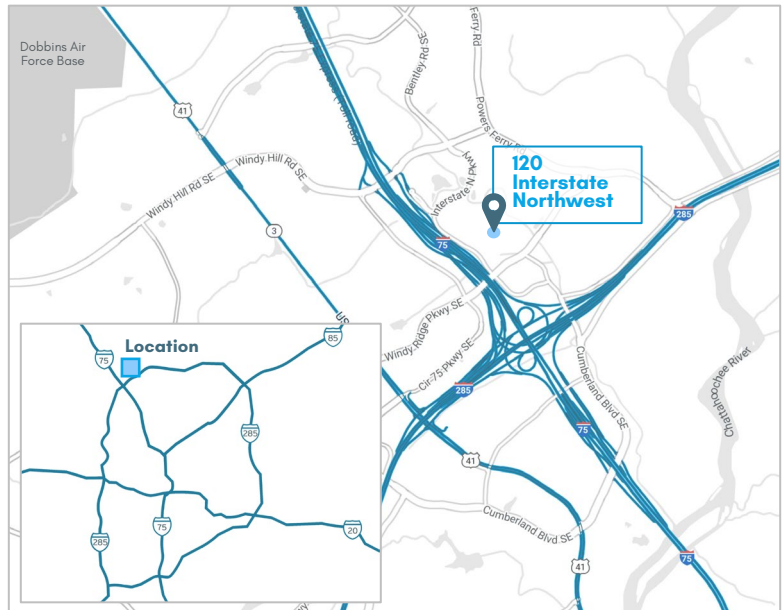 Dobbins Air
Force Base
41
Bentley Rd SE
Ferry Rd
Powers Ferry Rd
Windy Hill Rd SE
Windy Hill Rd SE
Interstate N Pkwy
120
Interstate
Northwest
285
75
3
US
Windy Ridge Pkwy SE
Cir 75 Pkwy SE
285
Cumberland Blvd SE
Chattahoochee River
75
41
Cumberland Blvd SE
41
75
Location
75
85
285
285
75
20